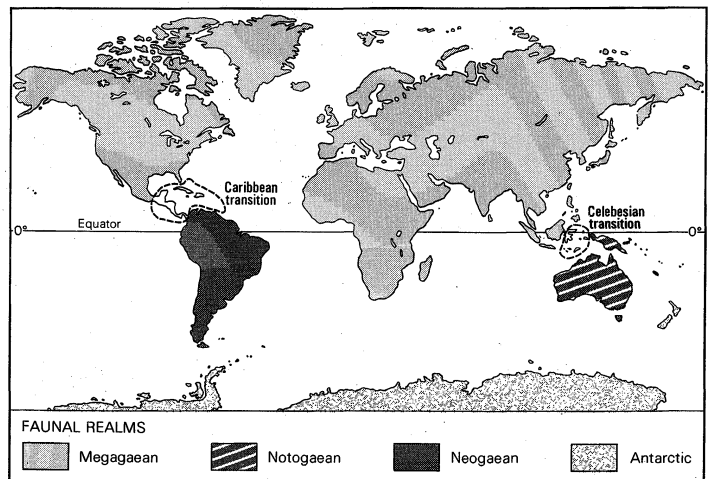 Caribbean
transition
Celebesian
transition
Equator
0°
0°
FAUNAL REALMS
Megagaean
Notogaean
Neogaean
Antarctic